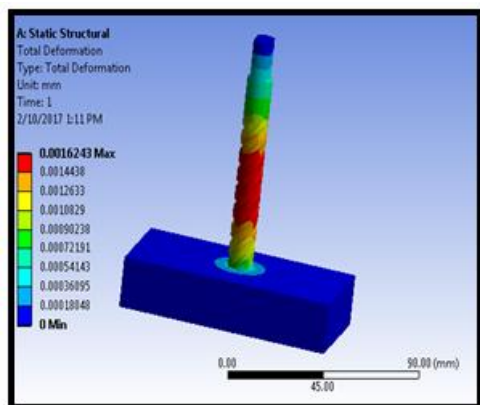 A: Static Structural
Total Deformation
Type: Total Deformation
Unit: mm
Time: 1
2/10/2017 1:11 PM
0.0016243 Max
0.0014438
0.0012633
0.0010829
0.00090238
0.00072191
0.00054143
0.00036095
0.00018048
0 Min
0.00
90.00 (mm)
45.00